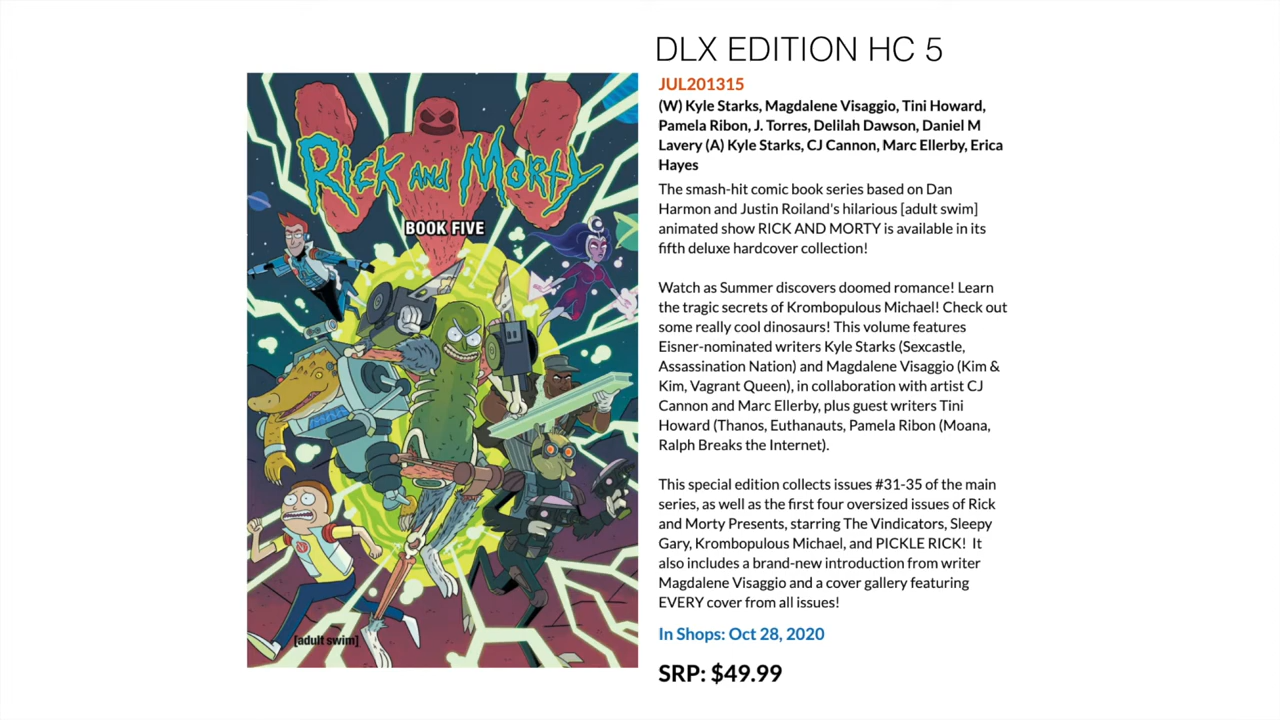 DLX EDITION HC 5
JUL201315
(W) Kyle Starks, Magdalene Visaggio, Tini Howard,
Pamela Ribon, J. Torres, Delilah Dawson, Daniel M
Lavery (A) Kyle Starks, CJ Cannon, Marc Ellerby, Erica
Hayes
The smash-hit comic book series based on Dan
Harmon and Justin Roiland's hilarious [adult swim]
animated show RICK AND MORTY is available in its
fifth deluxe hardcover collection!
Watch as Summer discovers doomed romance! Learn
the tragic secrets of Krombopulous Michael! Check out
some really cool dinosaurs! This volume features
Eisner-nominated writers Kyle Starks (Sexcastle,
Assassination Nation) and Magdalene Visaggio (Kim &
Kim, Vagrant Queen), in collaboration with artist CJ
Cannon and Marc Ellerby, plus guest writers Tini
Howard (Thanos, Euthanauts, Pamela Ribon (Moana,
Ralph Breaks the Internet).
This special edition collects issues #31-35 of the main
series, as well as the first four oversized issues of Rick
and Morty Presents, starring The Vindicators, Sleepy
Gary, Krombopulous Michael, and PICKLE RICK! It
also includes a brand-new introduction from writer
Magdalene Visaggio and a cover gallery featuring
EVERY cover from all issues!
In Shops: Oct 28, 2020
SRP: $49.99
RICK AND MORTY
BOOK FIVE
[adult swim]